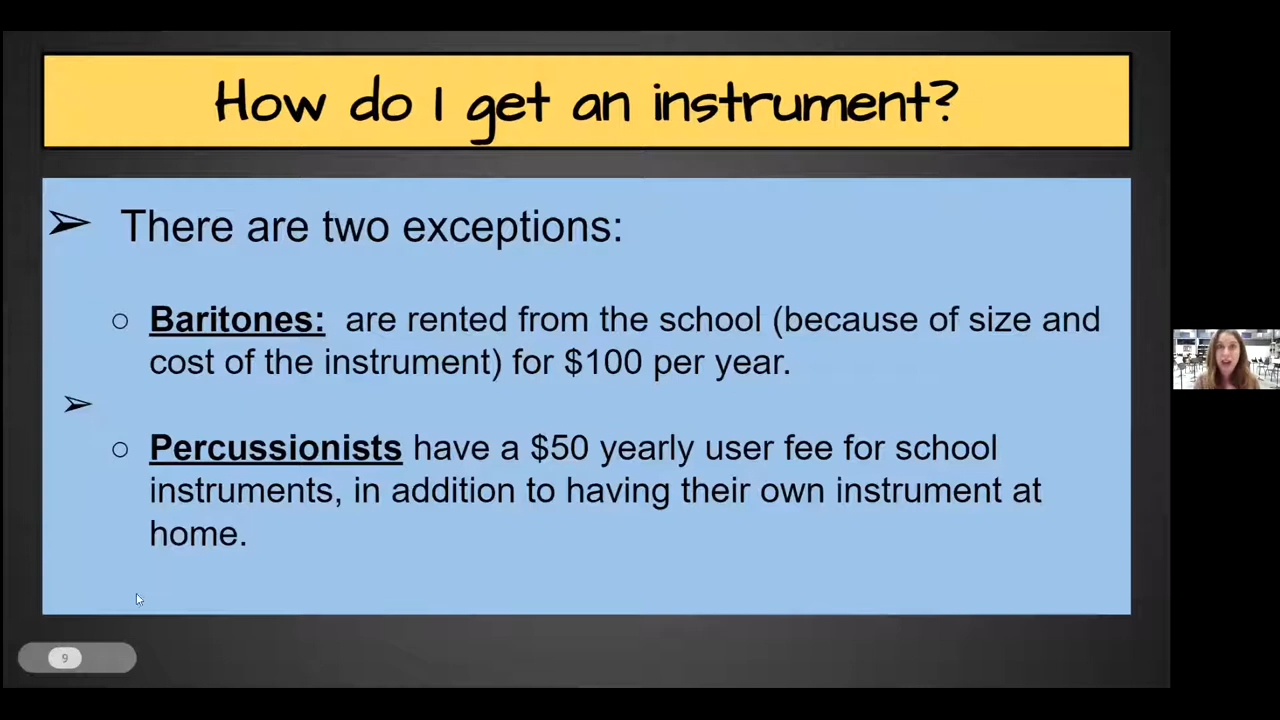 How do I get an instrument?
➢ There are two exceptions:
○ Baritones: are rented from the school (because of size and
cost of the instrument) for $100 per year.
➢
○ Percussionists have a $50 yearly user fee for school
instruments, in addition to having their own instrument at
home.
9